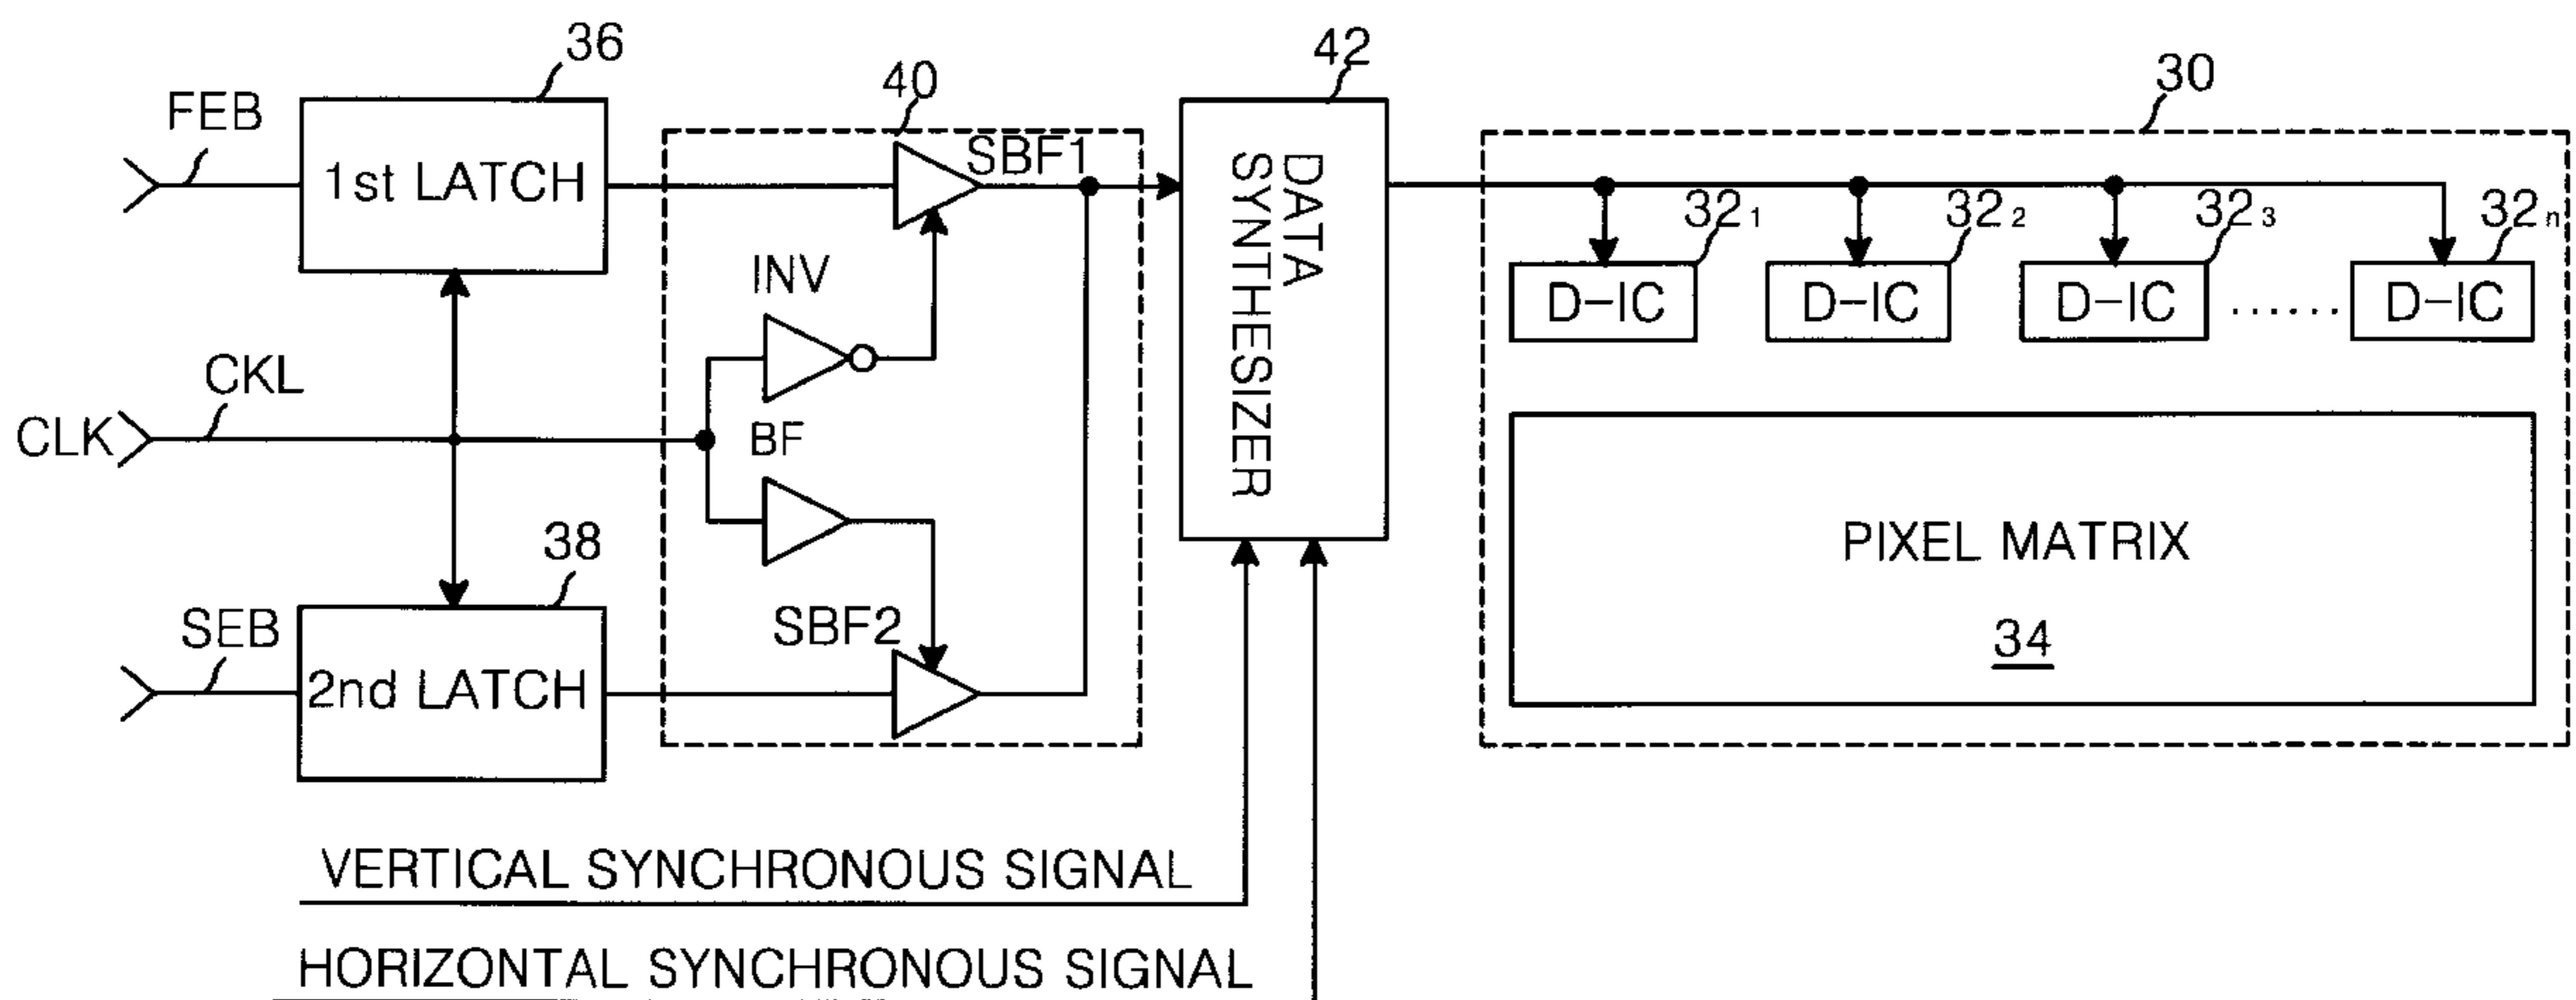 36
FEB
1st LATCH
40
SBF1
42
DATA
SYNTHESIZER
30
32₁
32₂
32₃
32ₙ
D-IC
D-IC
D-IC
......
D-IC
INV
CKL
CLK
BF
38
SEB
2nd LATCH
SBF2
PIXEL MATRIX
34
VERTICAL SYNCHRONOUS SIGNAL
HORIZONTAL SYNCHRONOUS SIGNAL